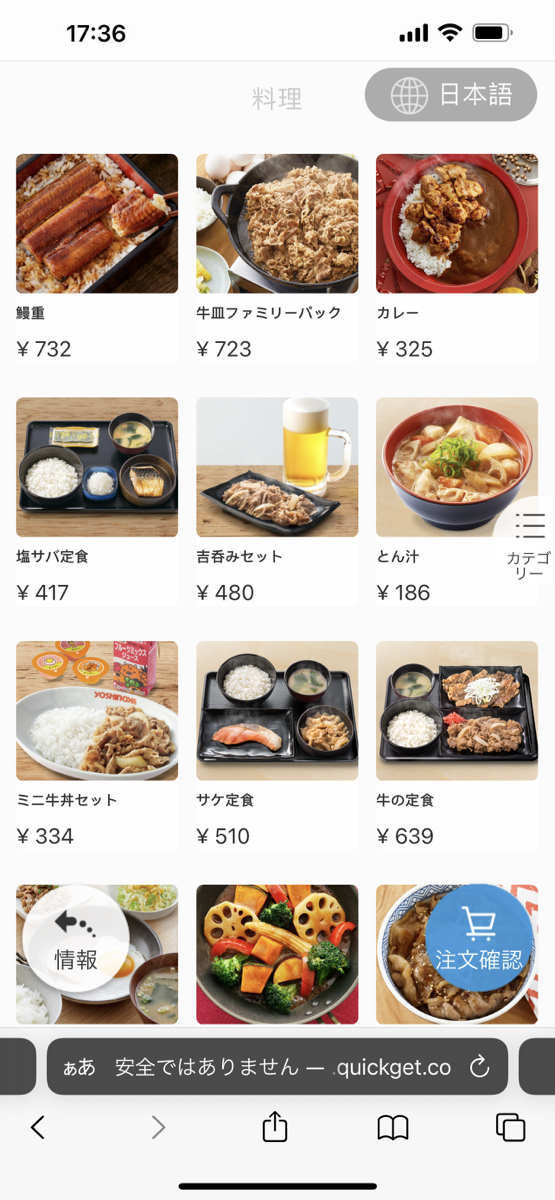 17:36
料理
日本語
鰻重
牛皿ファミリーパック
カレー
¥ 732
¥ 723
¥ 325
塩サバ定食
吉呑みセット
とん汁
¥ 417
¥ 480
¥ 186
カテゴ
リー
フルーツミックス
ジュース
YOSHINOYA
ミニ牛丼セット
サケ定食
牛の定食
¥ 334
¥ 510
¥ 639
情報
注文確認
ぁあ 安全ではありません — .quickget.co